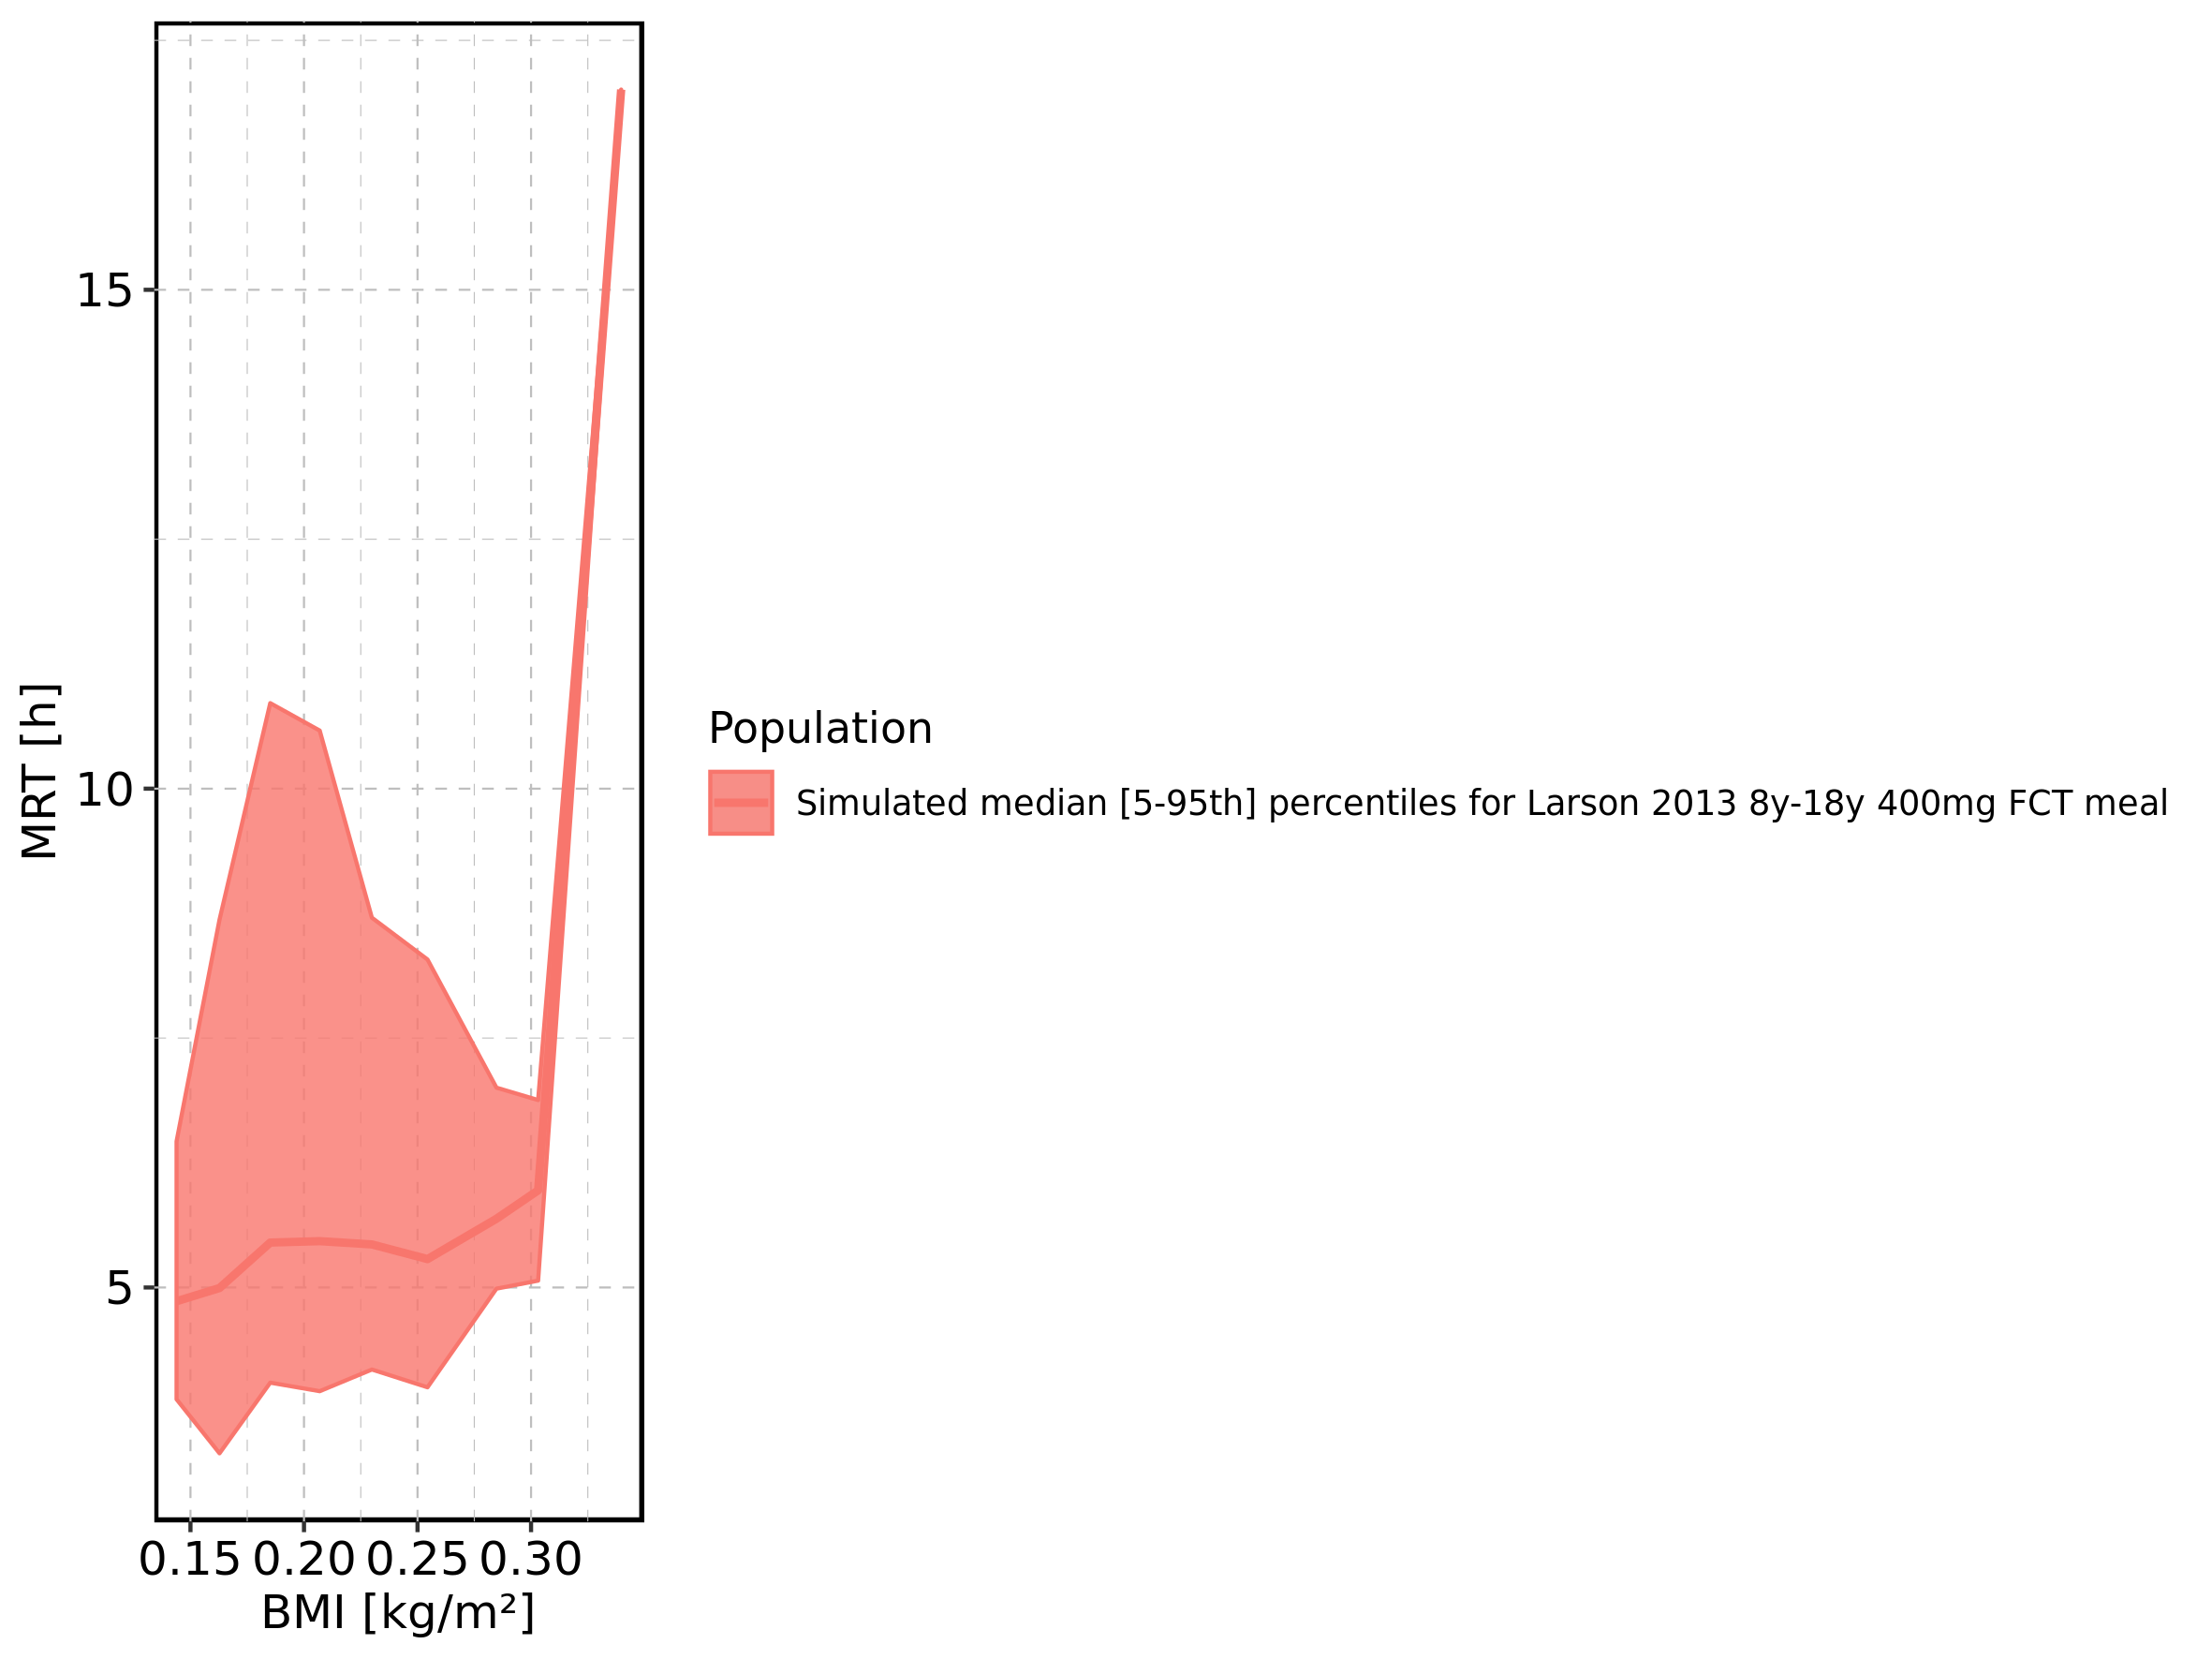 MRT [h]
15
10
5
0.15 0.20 0.25 0.30
BMI [kg/m²]
Population
Simulated median [5-95th] percentiles for Larson 2013 8y-18y 400mg FCT meal